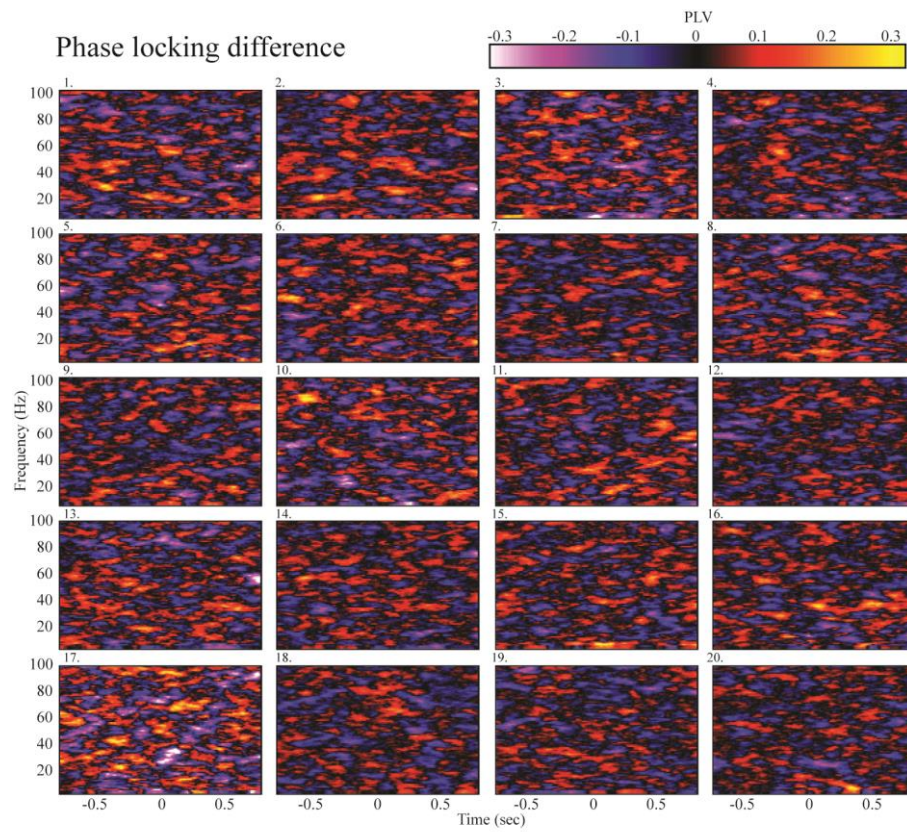 PLV
-0.3 -0.2 -0.1 0 0.1 0.2 0.3
Phase locking difference
1. 2. 3. 4.
100
80
60
40
20
5. 6. 7. 8.
100
80
60
40
20
9. 10. 11. 12.
100
80
60
40
20
Frequency (Hz)
13. 14. 15. 16.
100
80
60
40
20
17. 18. 19. 20.
100
80
60
40
20
-0.5 0 0.5 -0.5 0 0.5 -0.5 0 0.5 -0.5 0 0.5
Time (sec)